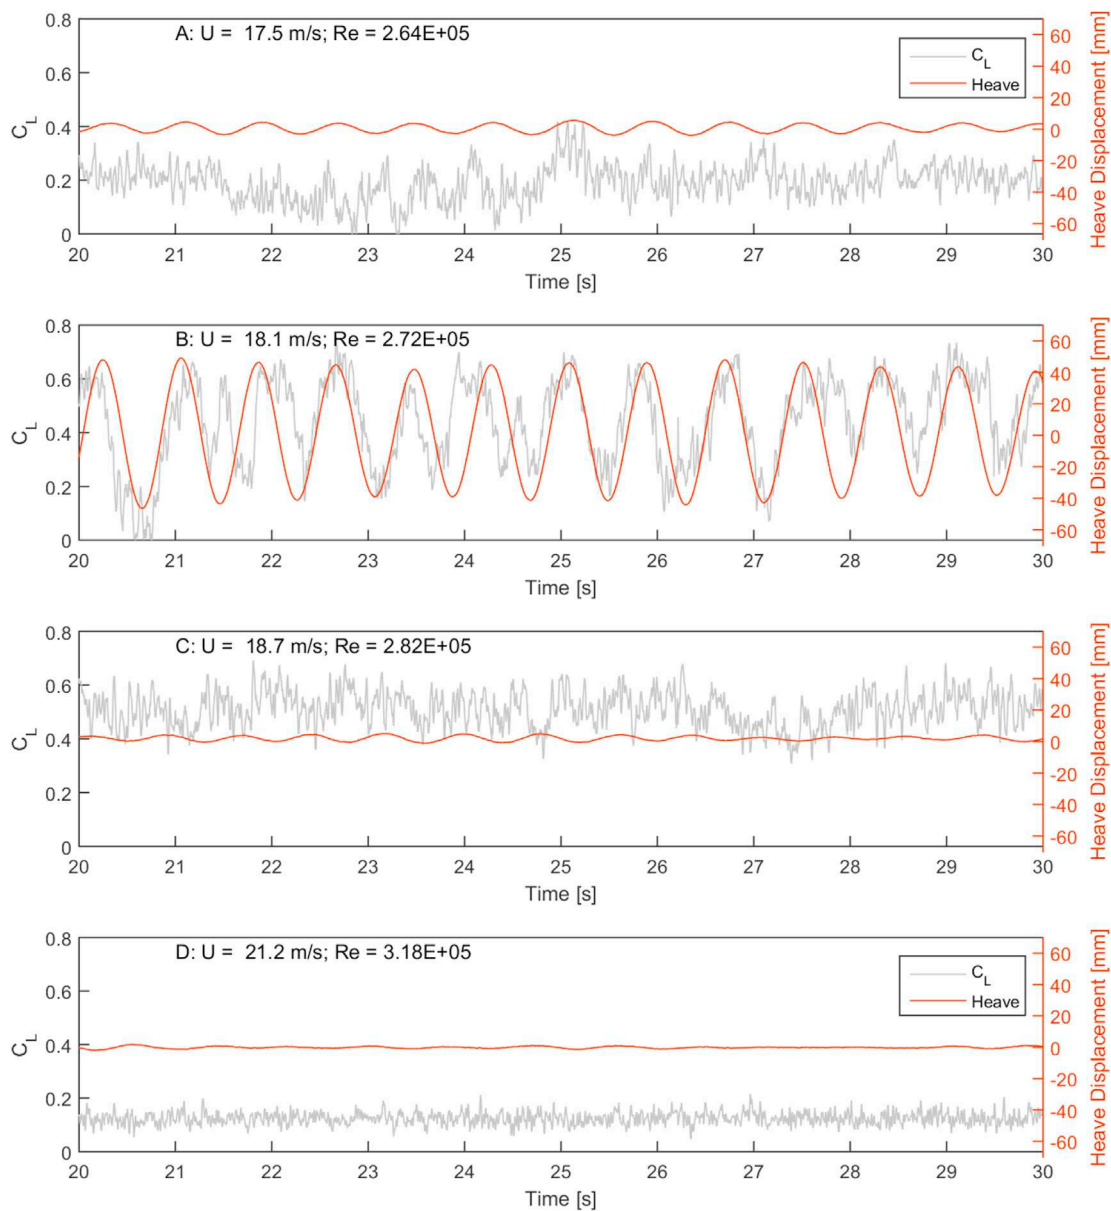 A: U = 17.5 m/s; Re = 2.64E+05
C_L
Heave
0.8
0.6
0.4
0.2
0
C_L
60
40
20
0
-20
-40
-60
Heave Displacement [mm]
20 21 22 23 24 25 26 27 28 29 30
Time [s]
B: U = 18.1 m/s; Re = 2.72E+05
0.8
0.6
0.4
0.2
0
C_L
60
40
20
0
-20
-40
-60
Heave Displacement [mm]
20 21 22 23 24 25 26 27 28 29 30
Time [s]
C: U = 18.7 m/s; Re = 2.82E+05
0.8
0.6
0.4
0.2
0
C_L
60
40
20
0
-20
-40
-60
Heave Displacement [mm]
20 21 22 23 24 25 26 27 28 29 30
Time [s]
D: U = 21.2 m/s; Re = 3.18E+05
C_L
Heave
0.8
0.6
0.4
0.2
0
C_L
60
40
20
0
-20
-40
-60
Heave Displacement [mm]
20 21 22 23 24 25 26 27 28 29 30
Time [s]